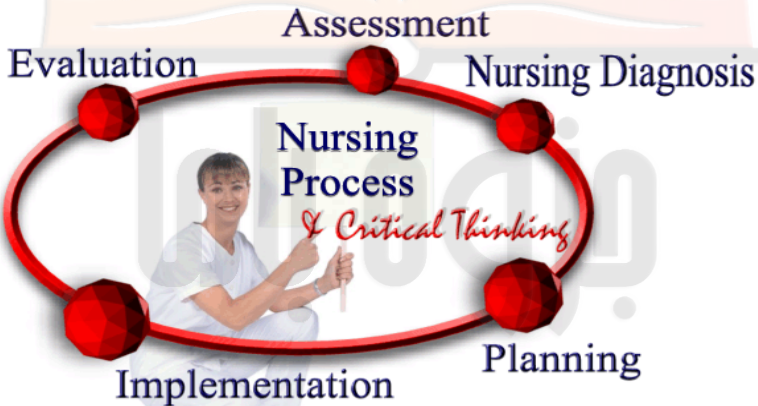 Assessment
Evaluation
Nursing Diagnosis
Nursing
Process
& Critical Thinking
Planning
Implementation